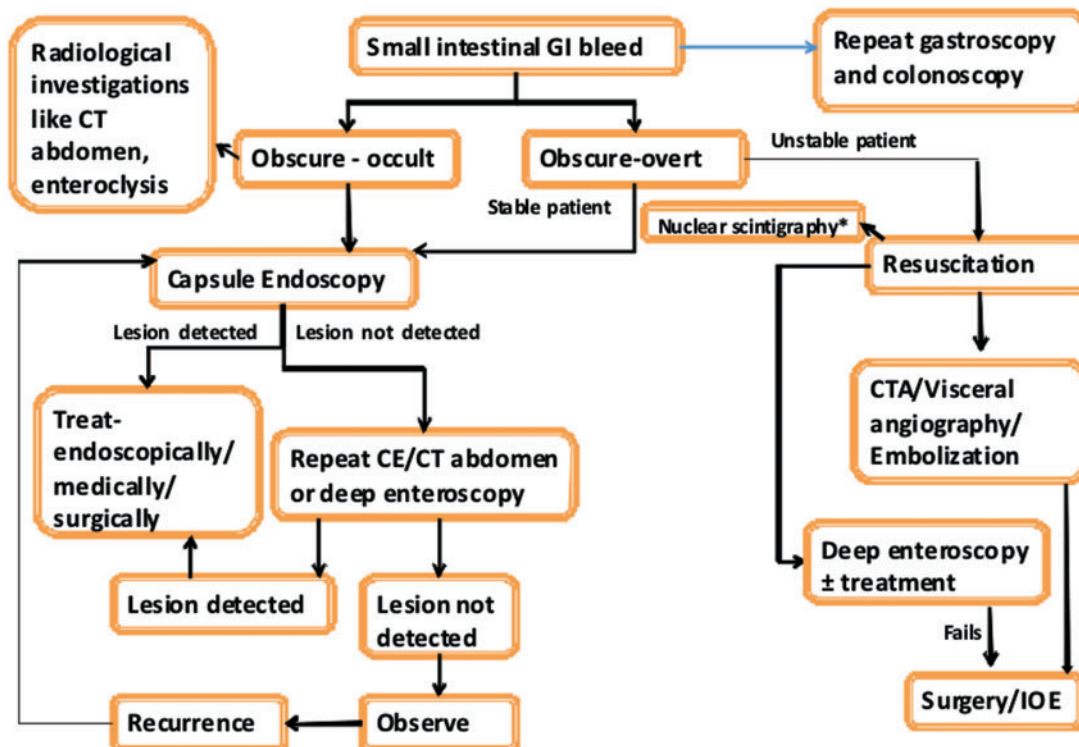 Small intestinal GI bleed
Repeat gastroscopy
and colonoscopy
Radiological
investigations
like CT
abdomen,
enteroclysis
Obscure - occult
Obscure-overt
Unstable patient
Stable patient
Nuclear scintigraphy*
Resuscitation
Capsule Endoscopy
Lesion detected
Lesion not detected
Treat-
endoscopically/
medically/
surgically
Repeat CE/CT abdomen
or deep enteroscopy
CTA/Visceral
angiography/
Embolization
Deep enteroscopy
± treatment
Lesion detected
Lesion not
detected
Fails
Surgery/IOE
Recurrence
Observe